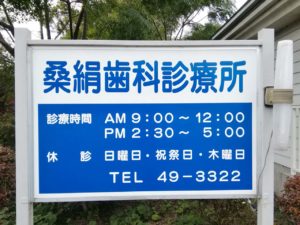 桑絹歯科診療所
診療時間 AM 9:00～12:00
PM 2:30～ 5:00
休診 日曜日・祝祭日・木曜日
TEL 49-3322